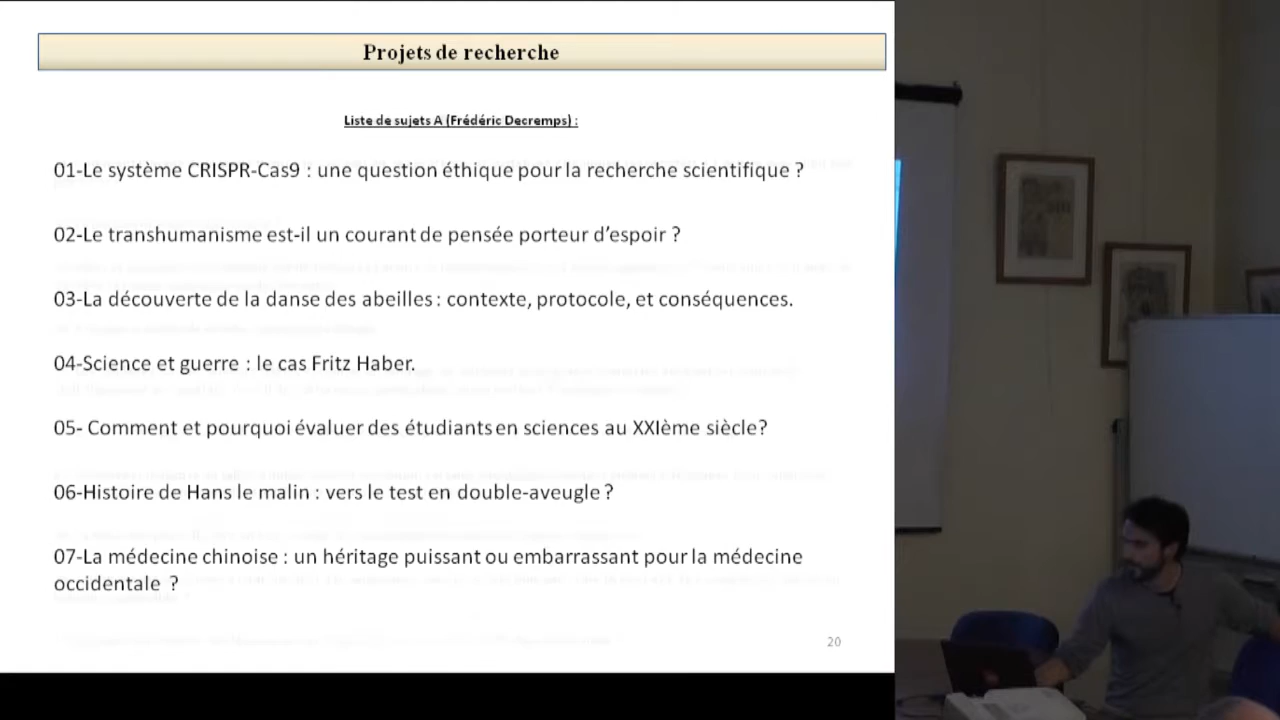 Projets de recherche
Liste de sujets A (Frédéric Decremps) :
01-Le système CRISPR-Cas9 : une question éthique pour la recherche scientifique ?
02-Le transhumanisme est-il un courant de pensée porteur d’espoir ?
03-La découverte de la danse des abeilles : contexte, protocole, et conséquences.
04-Science et guerre : le cas Fritz Haber.
05- Comment et pourquoi évaluer des étudiants en sciences au XXIème siècle?
06-Histoire de Hans le malin : vers le test en double-aveugle ?
07-La médecine chinoise : un héritage puissant ou embarrassant pour la médecine
occidentale ?
20